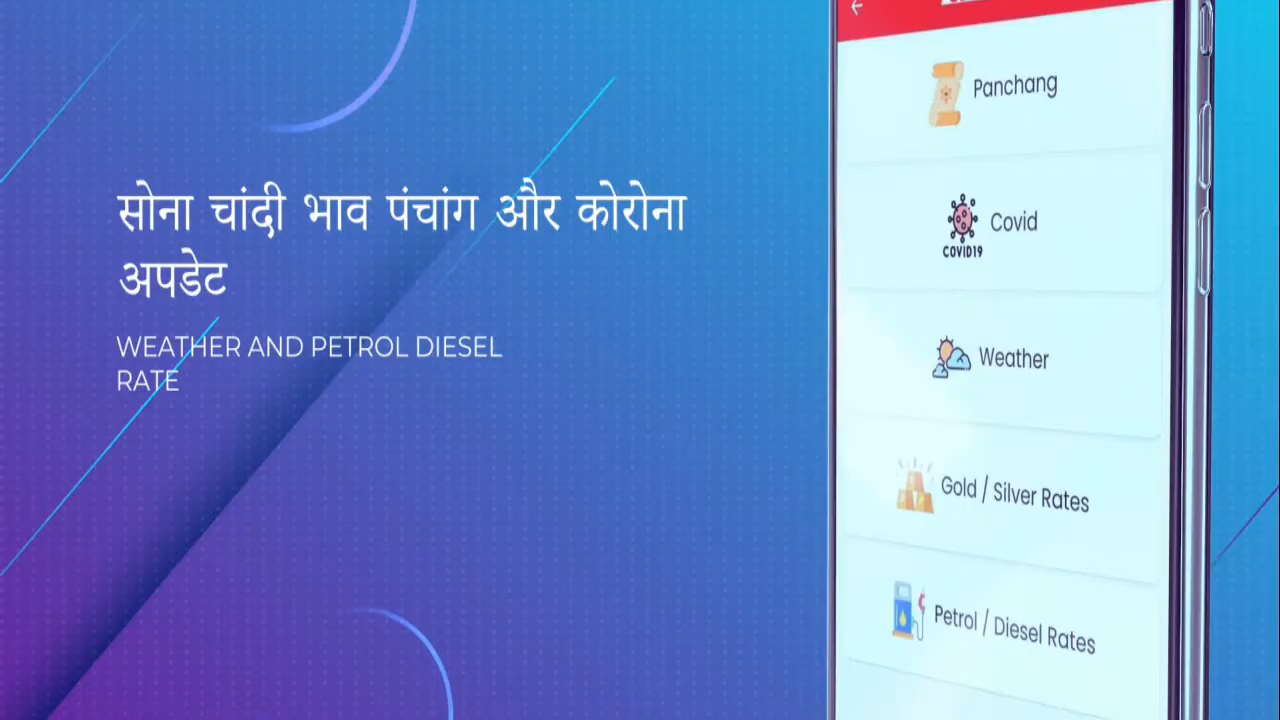 सोना चांदी भाव पंचांग और कोरोना
अपडेट
WEATHER AND PETROL DIESEL
RATE
Panchang
Covid
COVID19
Weather
Gold / Silver Rates
Petrol / Diesel Rates